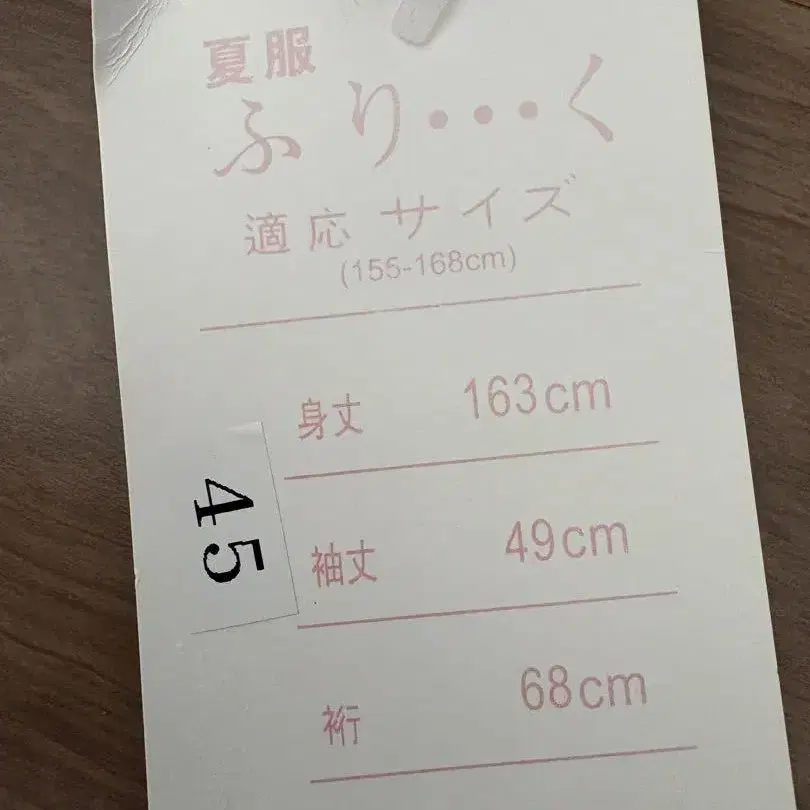 夏服
ふり・・・く
適応 サイズ
(155-168cm)
身丈 163cm
45
袖丈 49cm
裄 68cm